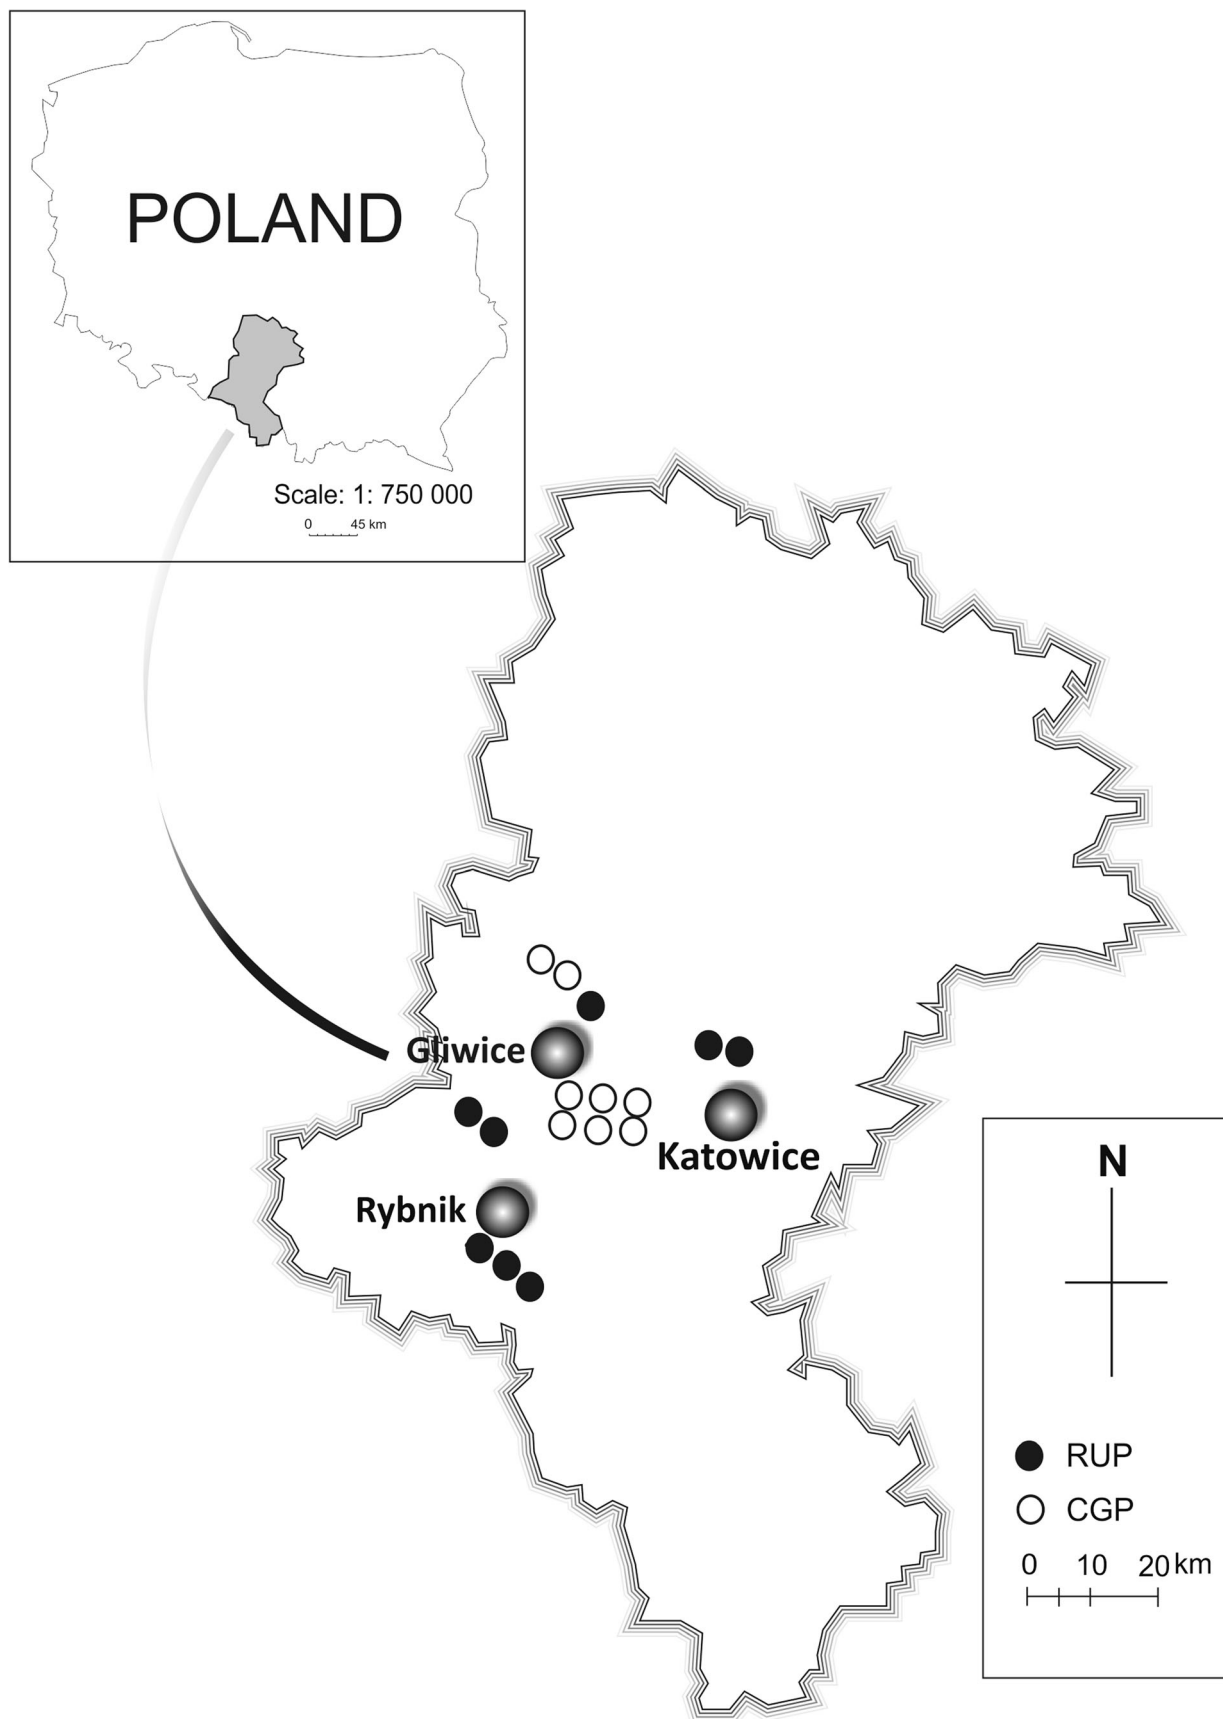 POLAND
Scale: 1: 750 000
0 45 km
Gliwice
Katowice
Rybnik
N
RUP
CGP
0 10 20 km